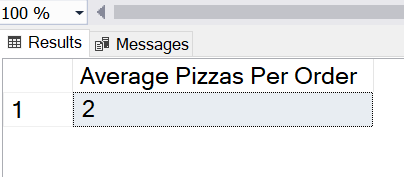 100 %
Results Messages
Average Pizzas Per Order
1 2